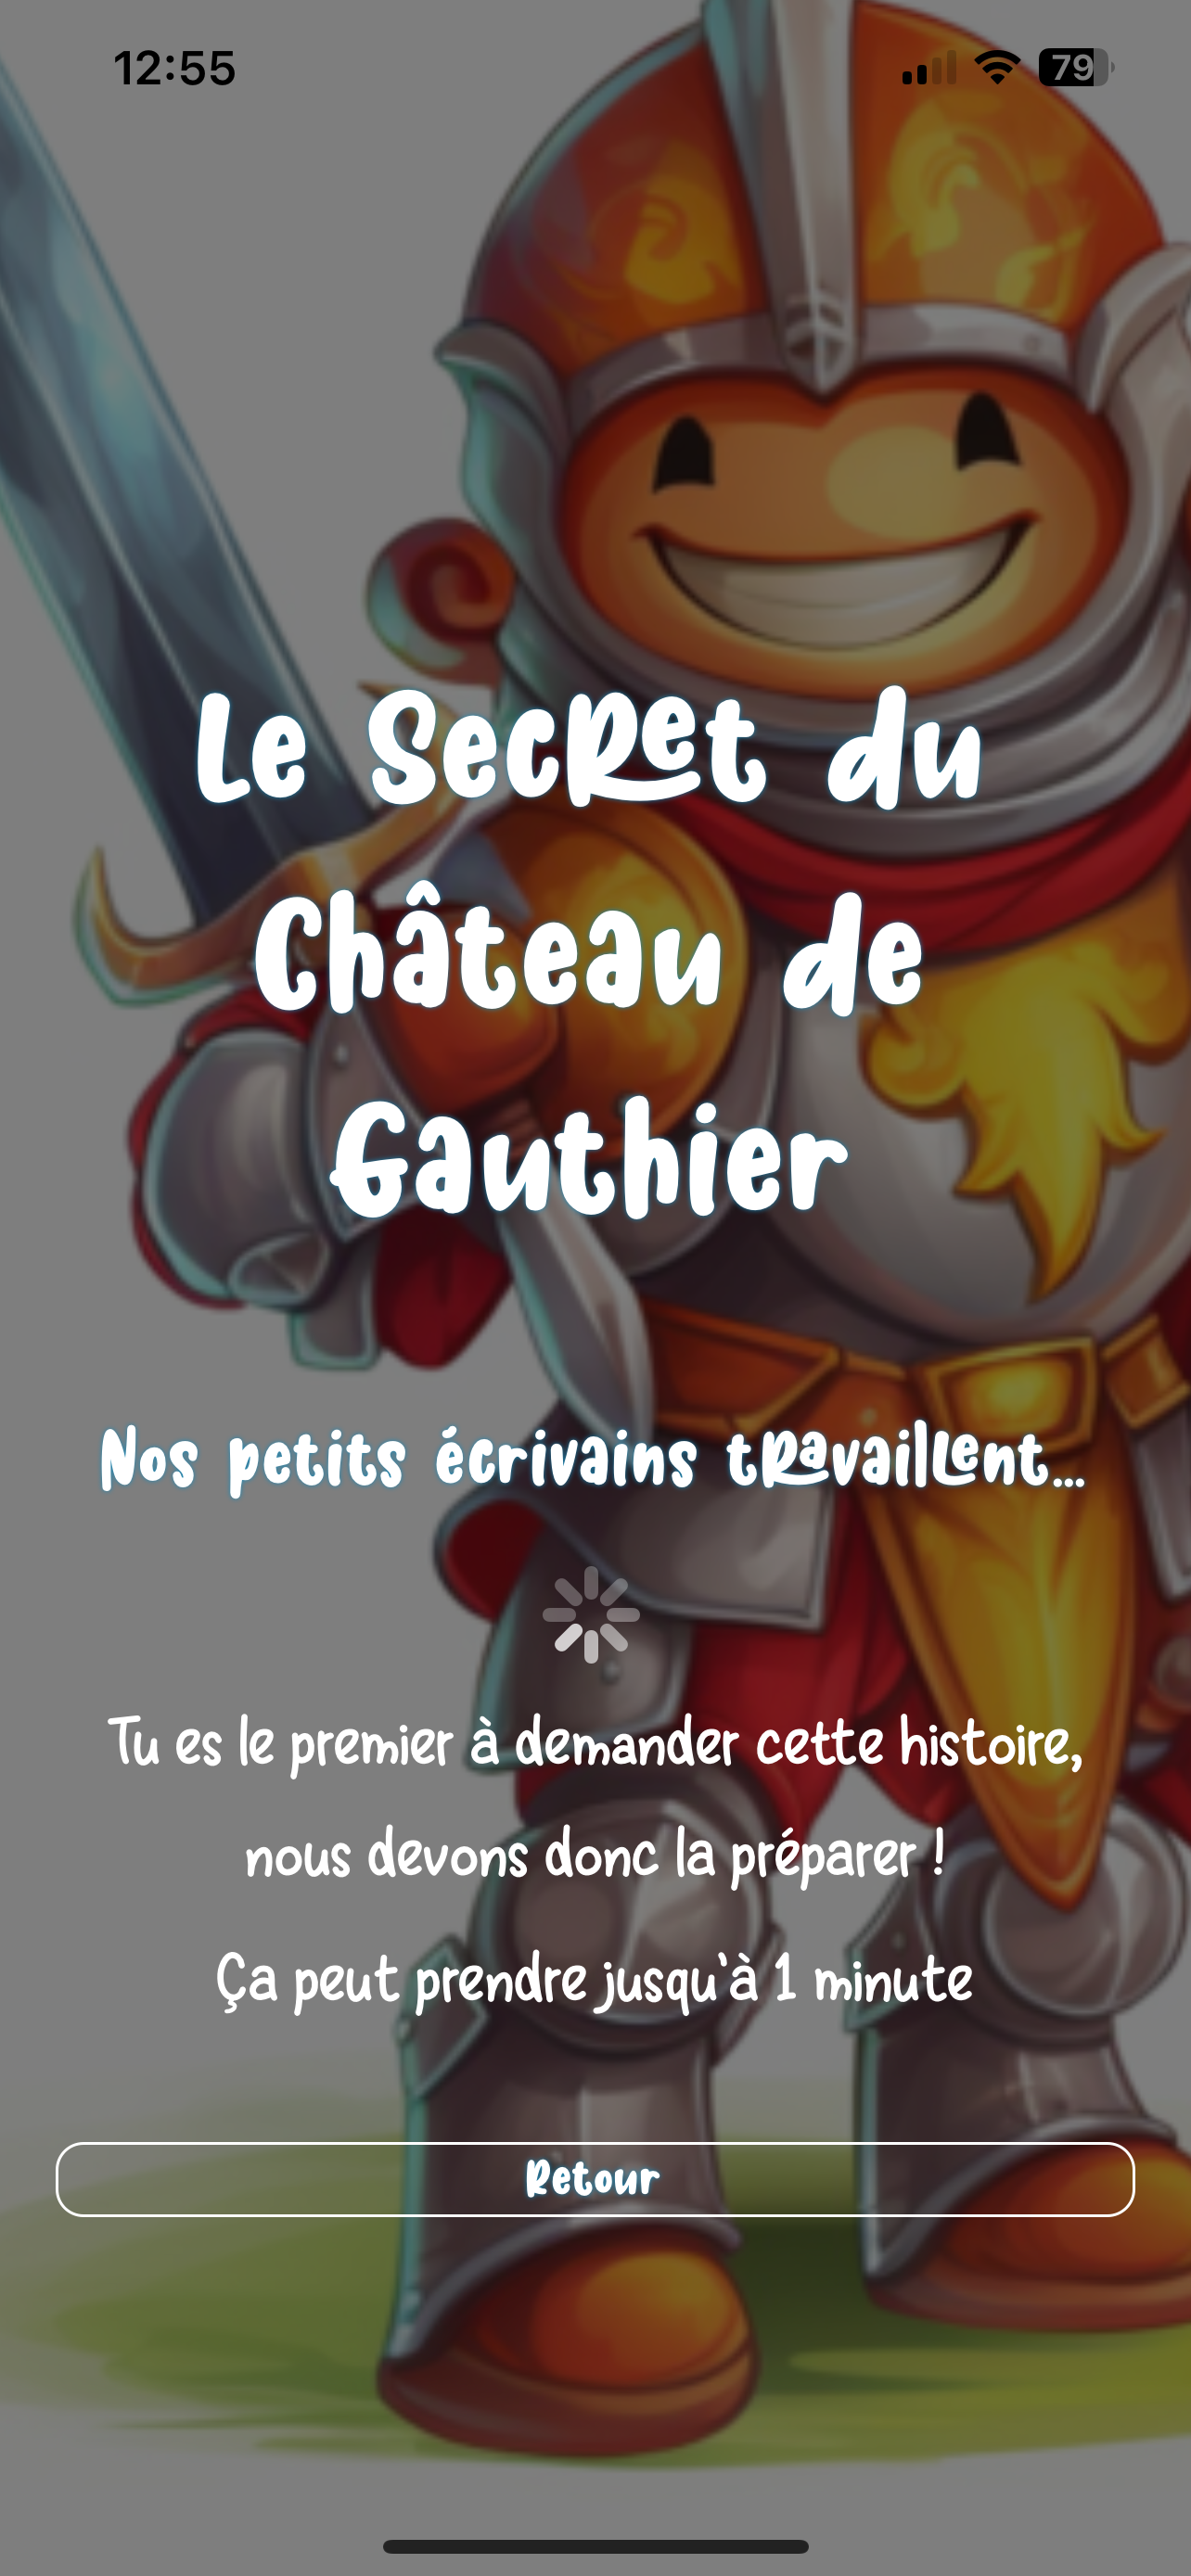 12:55
79
Le Secret du
Château de
Gauthier
Nos petits écrivains travaillent...
Tu es le premier à demander cette histoire,
nous devons donc la préparer !
Ça peut prendre jusqu'à 1 minute
Retour